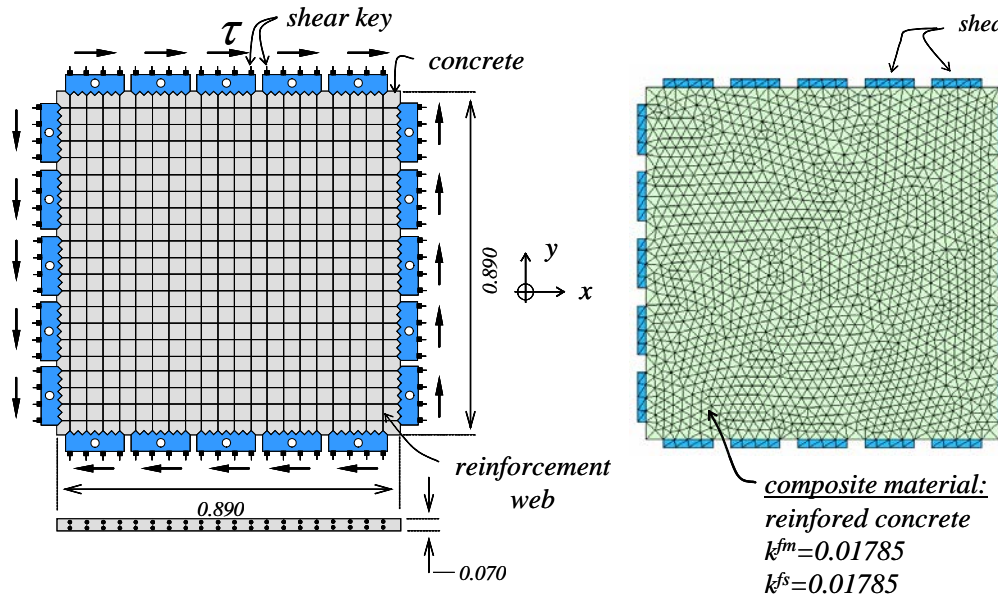 τ
shear key
concrete
0.890
y
x
reinforcement
web
0.890
0.070
composite material:
reinfored concrete
k^fm=0.01785
k^fs=0.01785